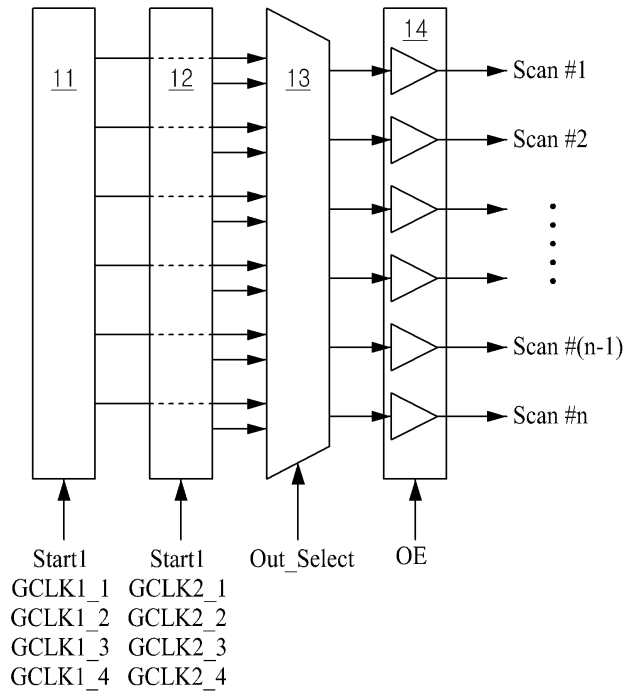 11
12
13
14
Scan #1
Scan #2
Scan #(n-1)
Scan #n
Start1
GCLK1_1
GCLK1_2
GCLK1_3
GCLK1_4
Start1
GCLK2_1
GCLK2_2
GCLK2_3
GCLK2_4
Out_Select
OE